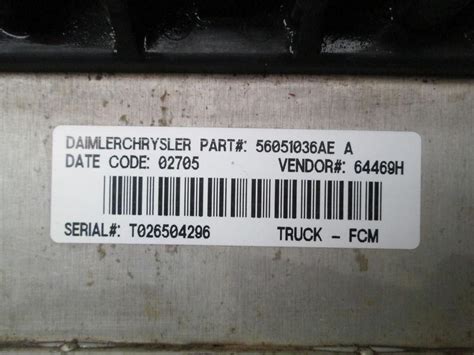 DAIMLERCHRYSLER PART#: 56051036AE A
DATE CODE: 02705 VENDOR#: 64469H
SERIAL#: T026504296 TRUCK - FCM